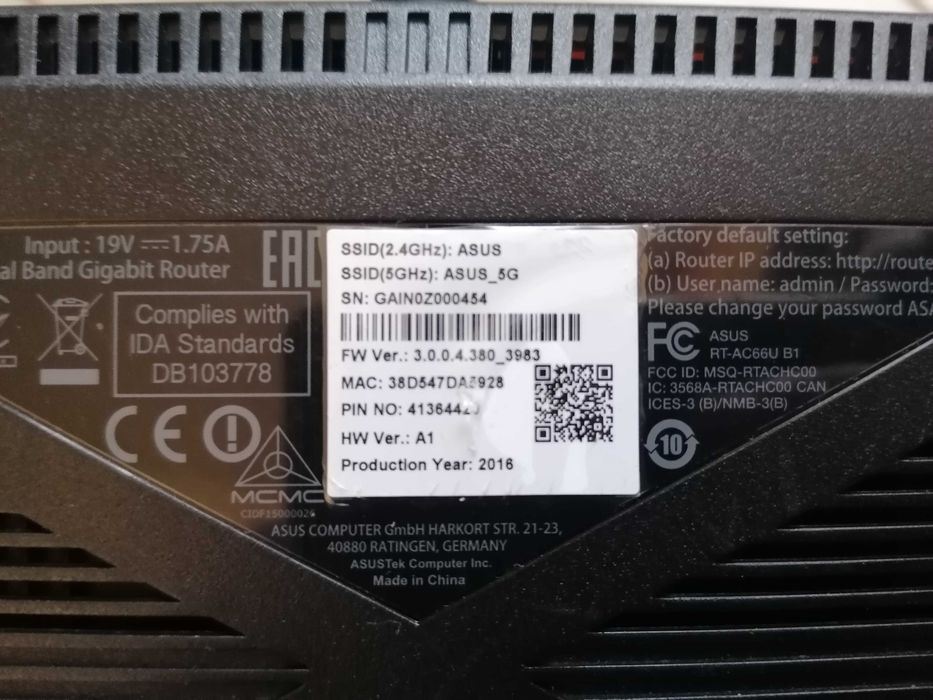 Input : 19V 1.75A
al Band Gigabit Router
EAC
Complies with
IDA Standards
DB103778
CE
MCMC
CIDF15000026
SSID(2.4GHz): ASUS
SSID(5GHz): ASUS_5G
SN: GAIN0Z000454
FW Ver.: 3.0.0.4.380_3983
MAC:
PIN NO:
HW Ver.: A1
Production Year: 2016
Factory default setting:
(a) Router IP address: http://route
(b) User name: admin / Password:
Please change your password ASA
FC ASUS
RT-AC66U B1
FCC ID: MSQ-RTACHC00
IC: 3568A-RTACHC00 CAN
ICES-3 (B)/NMB-3(B)
10
ASUS COMPUTER GmbH HARKORT STR. 21-23,
40880 RATINGEN, GERMANY
ASUSTek Computer Inc.
Made in China